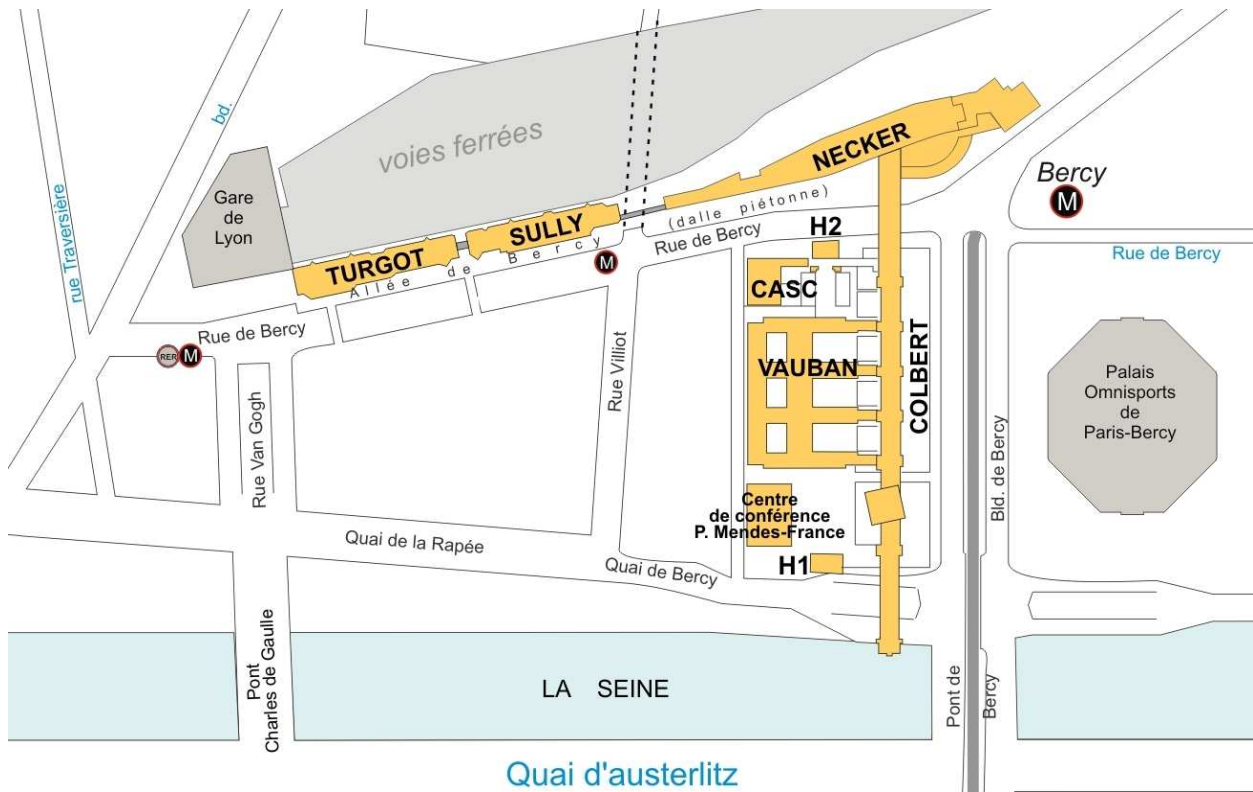 bd.
rue Traversière
voies ferrées
Gare
de
Lyon
NECKER
Bercy
M
TURGOT
SULLY
(dalle piétonne)
Allée de Bercy
M
Rue de Bercy
H2
Rue de Bercy
CASC
Rue de Bercy
RER
M
VAUBAN
COLBERT
Rue Villiot
Rue Van Gogh
Palais
Omnisports
de
Paris-Bercy
Bld. de Bercy
Centre
de conférence
P. Mendes-France
Quai de la Rapée
Quai de Bercy
H1
Pont
Charles de Gaulle
LA SEINE
Pont de
Bercy
Quai d'austerlitz